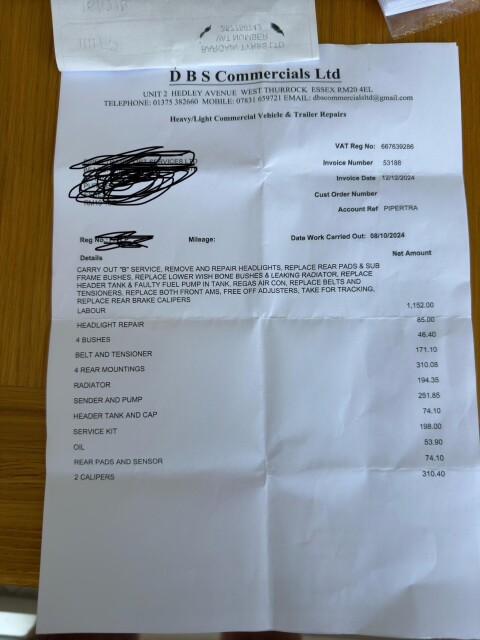 VAT NUMBER
D B S Commercials Ltd
UNIT 2 HEDLEY AVENUE WEST THURROCK ESSEX RM20 4EL
TELEPHONE: 01375 382660 MOBILE: 07831 659721 EMAIL: dbscommercialsltd@gmail.com
Heavy/Light Commercial Vehicle & Trailer Repairs
VAT Reg No: 667639286
Invoice Number 53188
Invoice Date 12/12/2024
Cust Order Number
Account Ref PIPERTRA
SERVICES LTD
Reg No. Mileage: Date Work Carried Out: 08/10/2024
Details Net Amount
CARRY OUT "B" SERVICE, REMOVE AND REPAIR HEADLIGHTS, REPLACE REAR PADS & SUB
FRAME BUSHES, REPLACE LOWER WISH BONE BUSHES & LEAKING RADIATOR, REPLACE
HEADER TANK & FAULTY FUEL PUMP IN TANK, REGAS AIR CON, REPLACE BELTS AND
TENSIONERS, REPLACE BOTH FRONT AMS, FREE OFF ADJUSTERS, TAKE FOR TRACKING,
REPLACE REAR BRAKE CALIPERS
LABOUR 1,152.00
HEADLIGHT REPAIR 65.00
4 BUSHES 46.40
BELT AND TENSIONER 171.10
4 REAR MOUNTINGS 310.08
RADIATOR 194.35
SENDER AND PUMP 251.85
HEADER TANK AND CAP 74.10
SERVICE KIT 198.00
OIL 53.90
REAR PADS AND SENSOR 74.10
2 CALIPERS 310.40